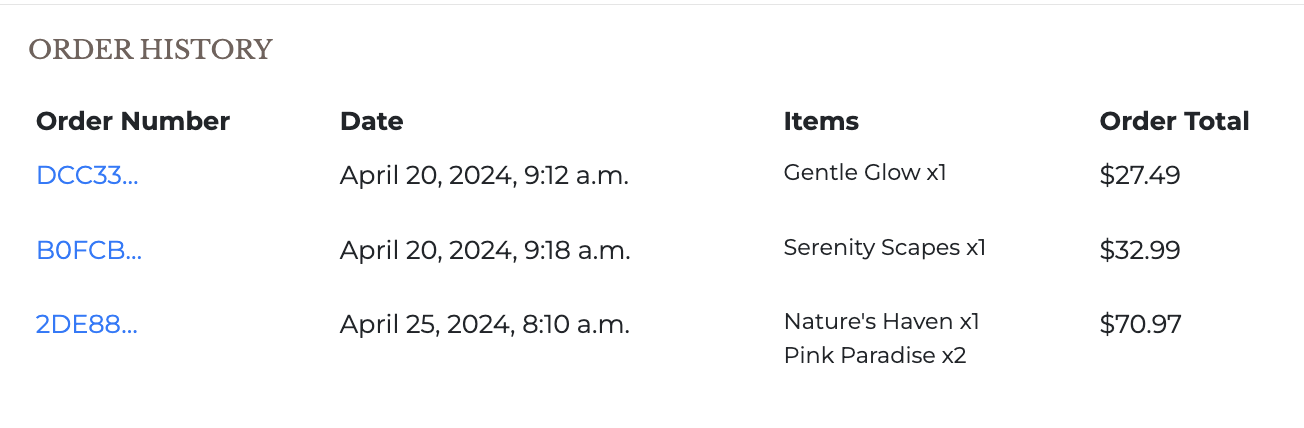 ORDER HISTORY
Order Number Date Items Order Total
DCC33... April 20, 2024, 9:12 a.m. Gentle Glow x1 $27.49
B0FCB... April 20, 2024, 9:18 a.m. Serenity Scapes x1 $32.99
2DE88... April 25, 2024, 8:10 a.m. Nature's Haven x1 $70.97
Pink Paradise x2